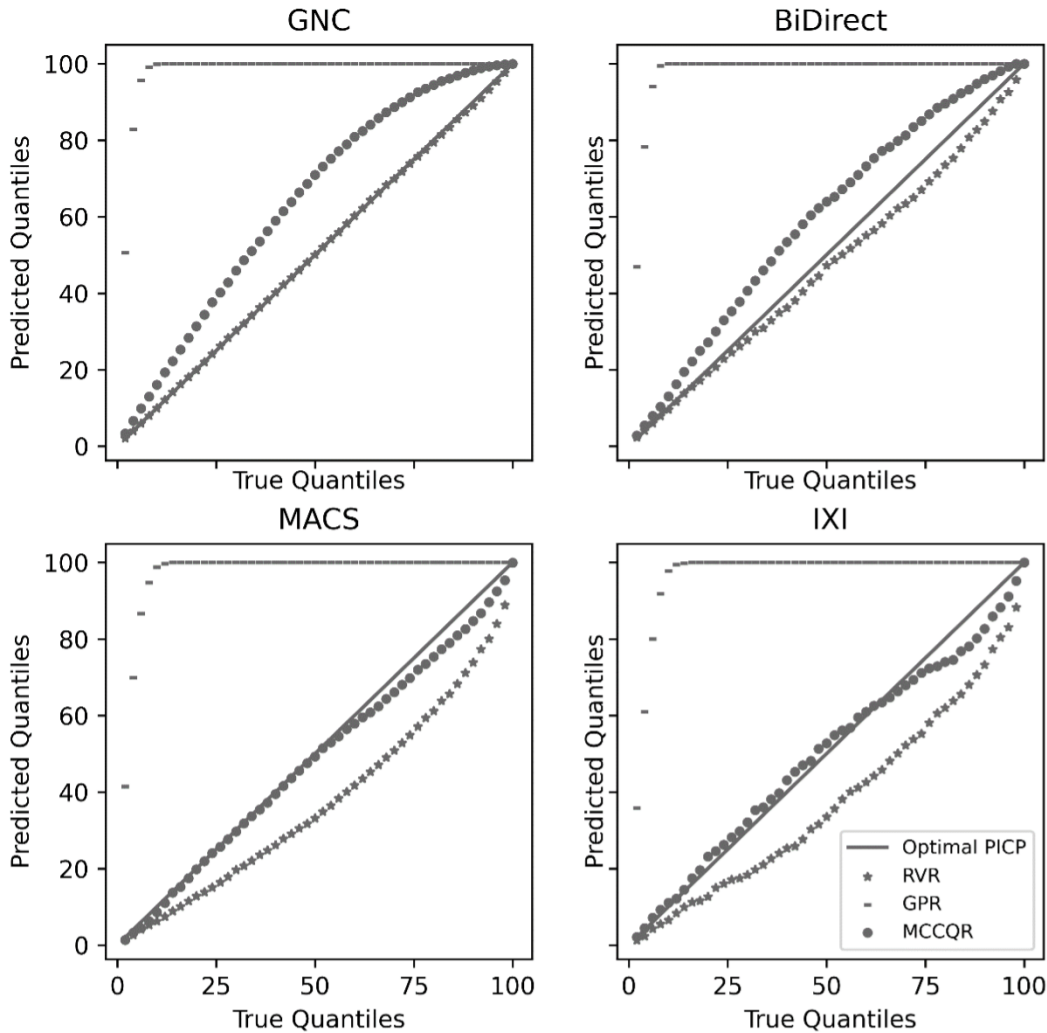 GNC
BiDirect
Predicted Quantiles
100
80
60
40
20
0
True Quantiles
Predicted Quantiles
True Quantiles
MACS
IXI
Predicted Quantiles
100
80
60
40
20
0
0
25
50
75
100
True Quantiles
Predicted Quantiles
Optimal PICP
RVR
GPR
MCCQR
0
25
50
75
100
True Quantiles